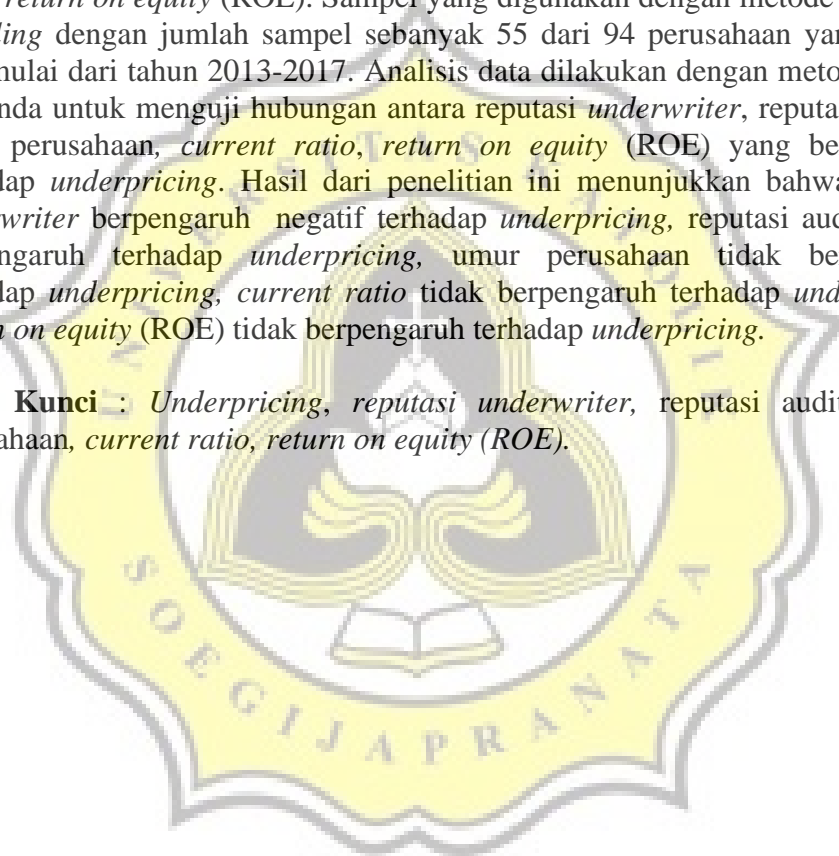 return on equity (ROE). Sampel yang digunakan dengan metode
ling dengan jumlah sampel sebanyak 55 dari 94 perusahaan yan
mulai dari tahun 2013-2017. Analisis data dilakukan dengan meto
nda untuk menguji hubungan antara reputasi underwriter, reputa
perusahaan, current ratio, return on equity (ROE) yang be
dap underpricing. Hasil dari penelitian ini menunjukkan bahwa
writer berpengaruh negatif terhadap underpricing, reputasi aud
ngaruh terhadap underpricing, umur perusahaan tidak be
dap underpricing, current ratio tidak berpengaruh terhadap und
n on equity (ROE) tidak berpengaruh terhadap underpricing.
Kunci : Underpricing, reputasi underwriter, reputasi audit
ahaan, current ratio, return on equity (ROE).
UNIVERSITAS KATHOLIK
SOEGIJAPRANATA